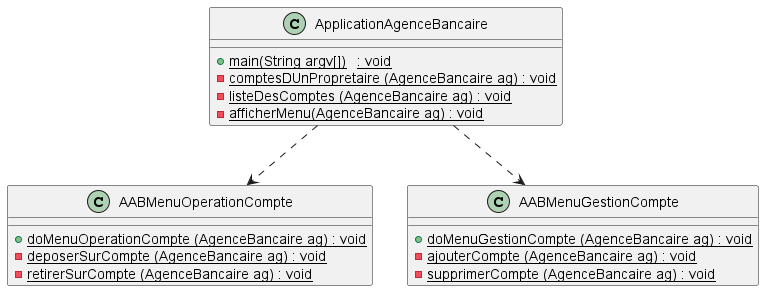 C ApplicationAgenceBancaire
main(String argv[]) : void
comptesDUnPropretaire (AgenceBancaire ag) : void
listeDesComptes (AgenceBancaire ag) : void
afficherMenu(AgenceBancaire ag) : void
C AABMenuOperationCompte
doMenuOperationCompte (AgenceBancaire ag) : void
deposerSurCompte (AgenceBancaire ag) : void
retirerSurCompte (AgenceBancaire ag) : void
C AABMenuGestionCompte
doMenuGestionCompte (AgenceBancaire ag) : void
ajouterCompte (AgenceBancaire ag) : void
supprimerCompte (AgenceBancaire ag) : void